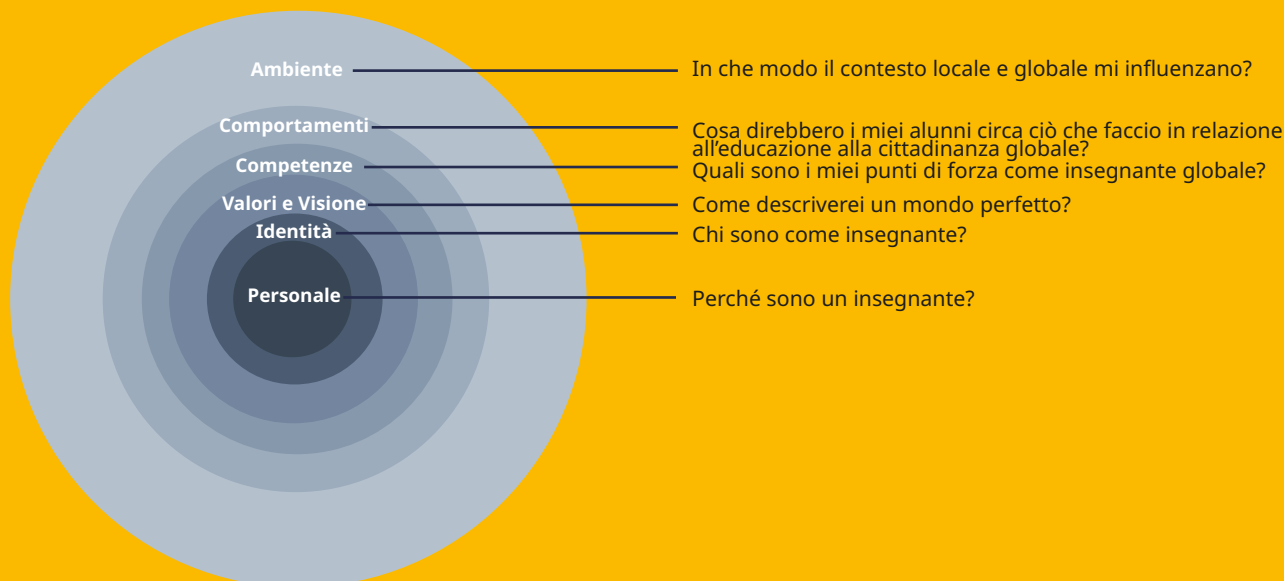 Ambiente
In che modo il contesto locale e globale mi influenzano?
Comportamenti
Cosa direbbero i miei alunni circa ciò che faccio in relazione
all’educazione alla cittadinanza globale?
Competenze
Quali sono i miei punti di forza come insegnante globale?
Valori e Visione
Come descriverei un mondo perfetto?
Identità
Chi sono come insegnante?
Personale
Perché sono un insegnante?